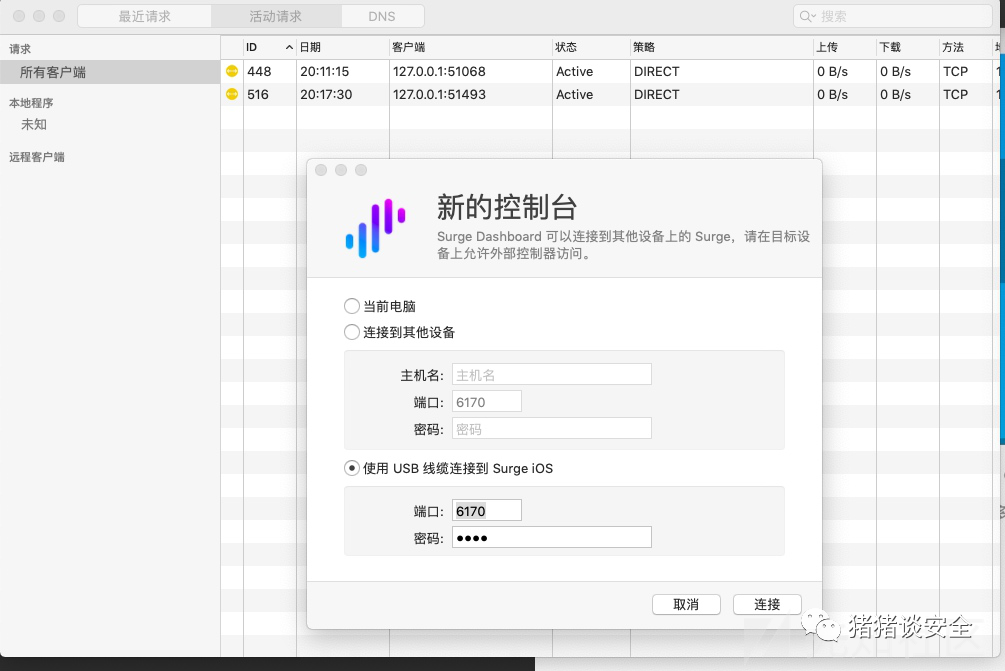 最近请求 活动请求 DNS 搜索
请求
所有客户端
本地程序
未知
远程客户端
ID 日期 客户端 状态 策略 上传 下载 方法
448 20:11:15 127.0.0.1:51068 Active DIRECT 0 B/s 0 B/s TCP
516 20:17:30 127.0.0.1:51493 Active DIRECT 0 B/s 0 B/s TCP
新的控制台
Surge Dashboard 可以连接到其他设备上的 Surge，请在目标设
备上允许外部控制器访问。
当前电脑
连接到其他设备
主机名: 主机名
端口: 6170
密码: 密码
使用 USB 线缆连接到 Surge iOS
端口: 6170
密码: ••••
取消 连接
猪猪谈安全